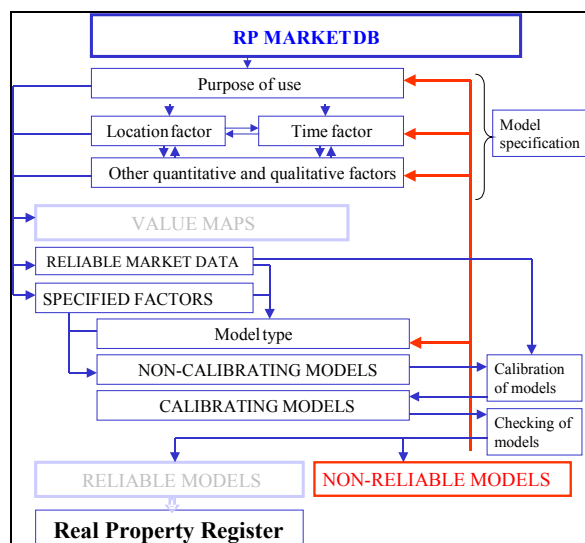 RP MARKET DB
Purpose of use
Location factor
Time factor
Model
specification
Other quantitative and qualitative factors
VALUE MAPS
RELIABLE MARKET DATA
SPECIFIED FACTORS
Model type
NON-CALIBRATING MODELS
Calibration
of models
CALIBRATING MODELS
Checking of
models
RELIABLE MODELS
NON-RELIABLE MODELS
Real Property Register